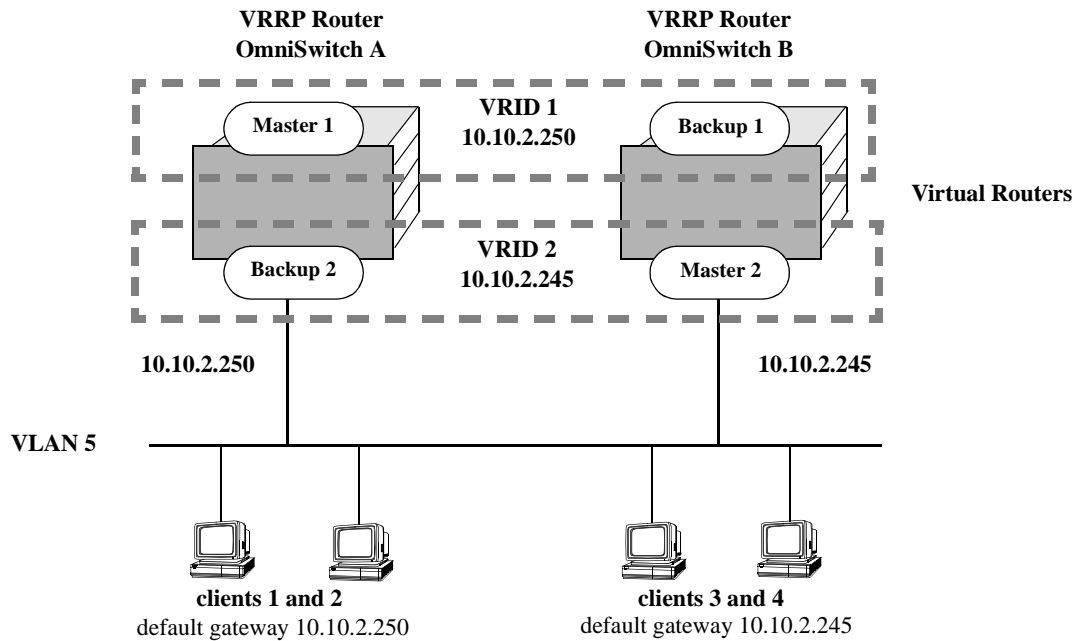 VRRP Router
OmniSwitch A
VRRP Router
OmniSwitch B
VRID 1
10.10.2.250
Master 1
Backup 1
Virtual Routers
VRID 2
10.10.2.245
Backup 2
Master 2
10.10.2.250
10.10.2.245
VLAN 5
clients 1 and 2
default gateway 10.10.2.250
clients 3 and 4
default gateway 10.10.2.245